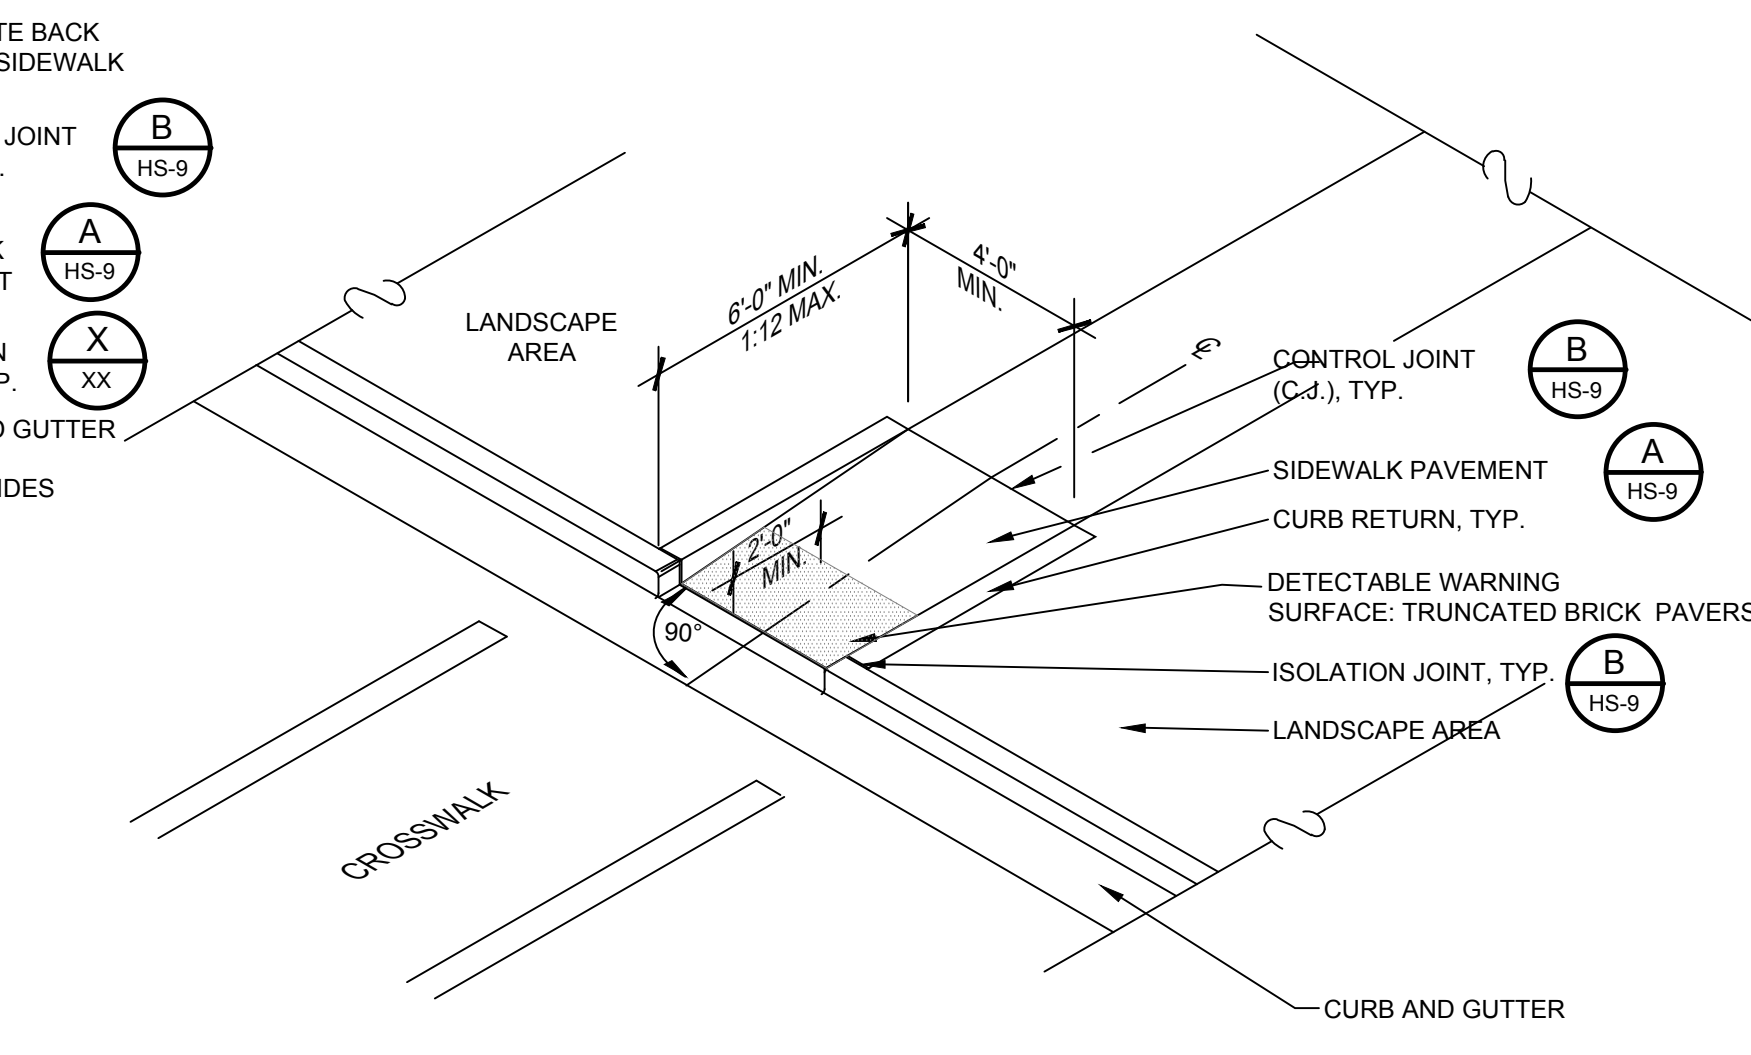 TE BACK
SIDEWALK
JOINT
B
HS-9
A
HS-9
T
X
XX
P.
GUTTER
IDES
LANDSCAPE
AREA
6'-0" MIN.
1:12 MAX.
4'-0"
MIN.
2'-0"
MIN.
90°
CROSSWALK
CONTROL JOINT
(C.J.), TYP.
B
HS-9
SIDEWALK PAVEMENT
A
HS-9
CURB RETURN, TYP.
DETECTABLE WARNING
SURFACE: TRUNCATED BRICK PAVERS
ISOLATION JOINT, TYP.
B
HS-9
LANDSCAPE AREA
CURB AND GUTTER